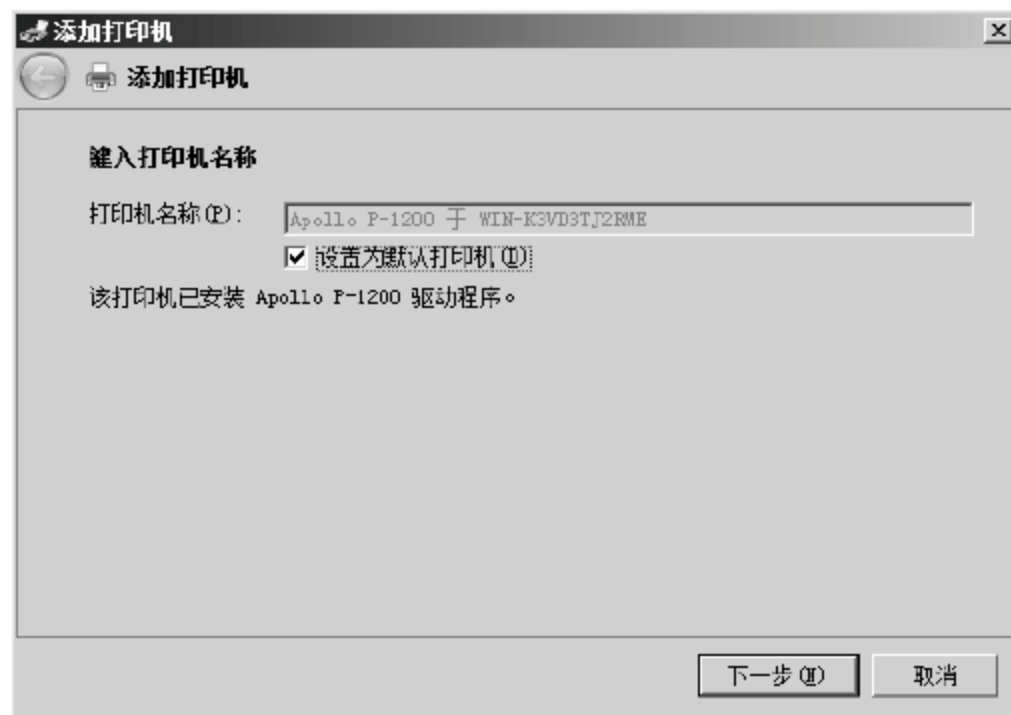 添加打印机
添加打印机
键入打印机名称
打印机名称(P):
Apollo P-1200 于 WIN-K3VD3TJ2RME
设置为默认打印机(D)
该打印机已安装 Apollo P-1200 驱动程序。
下一步(N)
取消